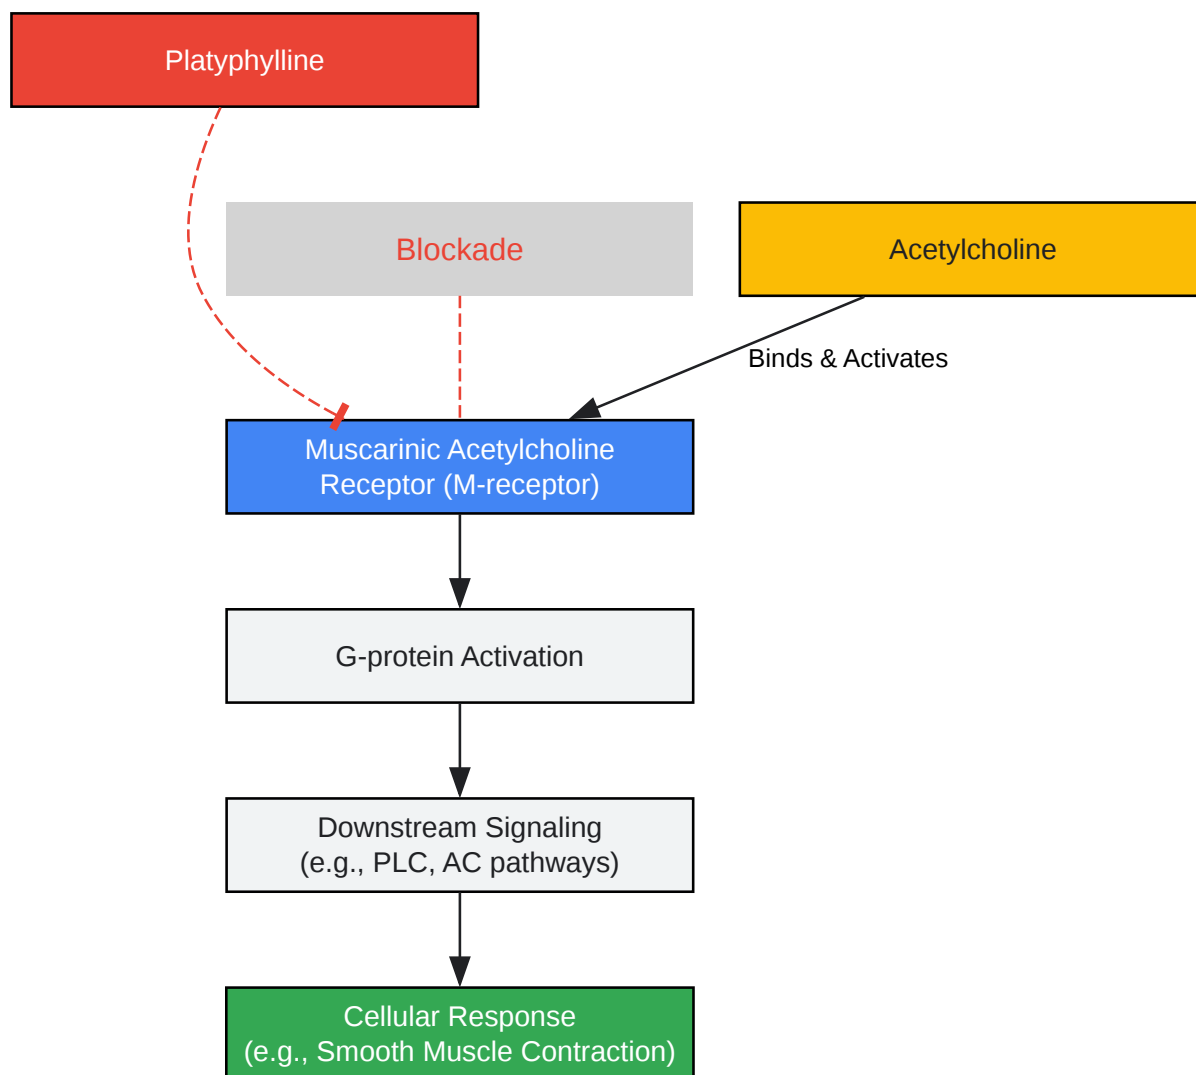 Platyphylline
Blockade
Acetylcholine
Binds & Activates
Muscarinic Acetylcholine
Receptor (M-receptor)
G-protein Activation
Downstream Signaling
(e.g., PLC, AC pathways)
Cellular Response
(e.g., Smooth Muscle Contraction)